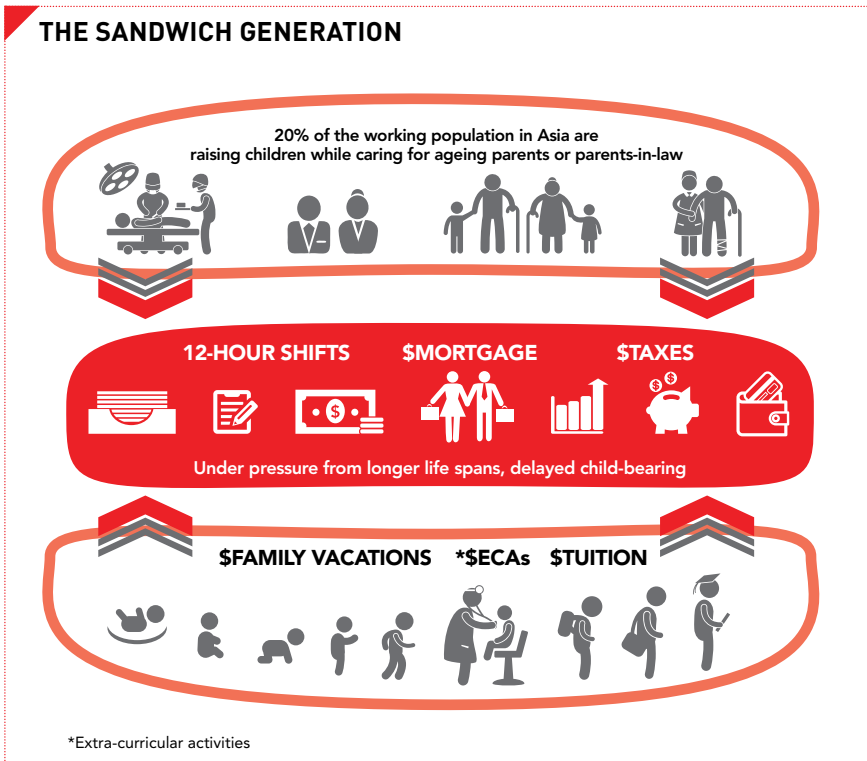 THE SANDWICH GENERATION
20% of the working population in Asia are
raising children while caring for ageing parents or parents-in-law
12-HOUR SHIFTS $MORTGAGE $TAXES
$
$ $
Under pressure from longer life spans, delayed child-bearing
$FAMILY VACATIONS *$ECAs $TUITION
*Extra-curricular activities